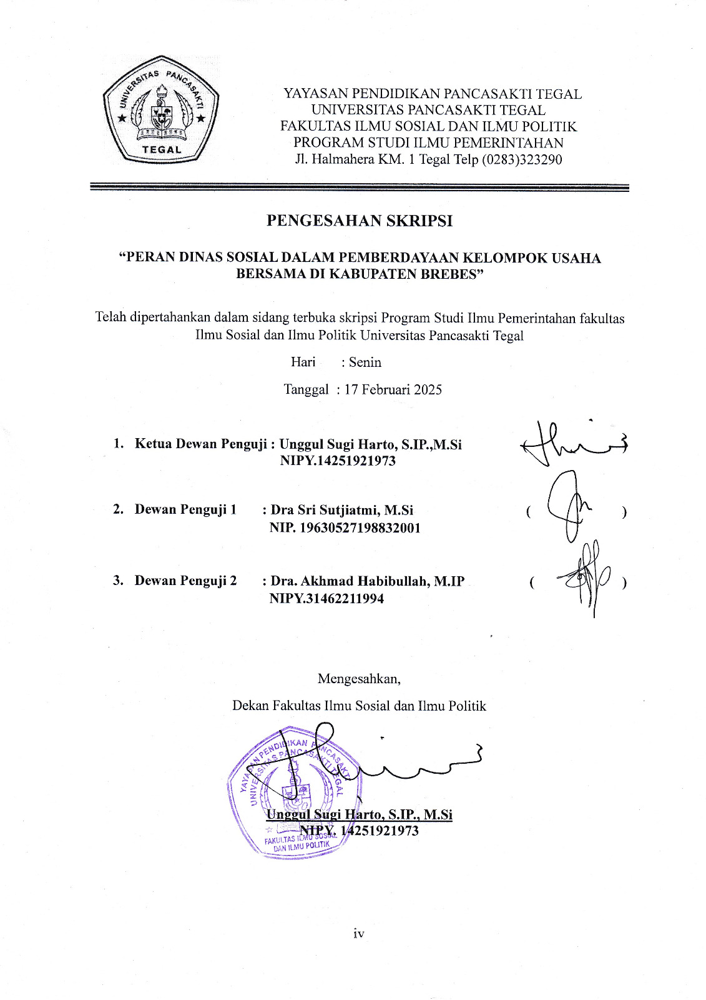 UNIVERSITAS PANCASAKTI
TEGAL
YAYASAN PENDIDIKAN PANCASAKTI TEGAL
UNIVERSITAS PANCASAKTI TEGAL
FAKULTAS ILMU SOSIAL DAN ILMU POLITIK
PROGRAM STUDI ILMU PEMERINTAHAN
Jl. Halmahera KM. 1 Tegal Telp (0283)323290
PENGESAHAN SKRIPSI
“PERAN DINAS SOSIAL DALAM PEMBERDAYAAN KELOMPOK USAHA
BERSAMA DI KABUPATEN BREBES”
Telah dipertahankan dalam sidang terbuka skripsi Program Studi Ilmu Pemerintahan fakultas
Ilmu Sosial dan Ilmu Politik Universitas Pancasakti Tegal
Hari : Senin
Tanggal : 17 Februari 2025
1. Ketua Dewan Penguji : Unggul Sugi Harto, S.IP.,M.Si
NIPY.14251921973
2. Dewan Penguji 1 : Dra Sri Sutjiatmi, M.Si ( )
NIP. 19630527198832001
3. Dewan Penguji 2 : Dra. Akhmad Habibullah, M.IP ( )
NIPY.31462211994
Mengesahkan,
Dekan Fakultas Ilmu Sosial dan Ilmu Politik
YAYASAN PENDIDIKAN PANCASAKTI
UNIVERSITAS PANCASAKTI TEGAL
Unggul Sugi Harto, S.IP., M.Si
NIPY. 14251921973
FAKULTAS ILMU SOSIAL
DAN ILMU POLITIK
iv